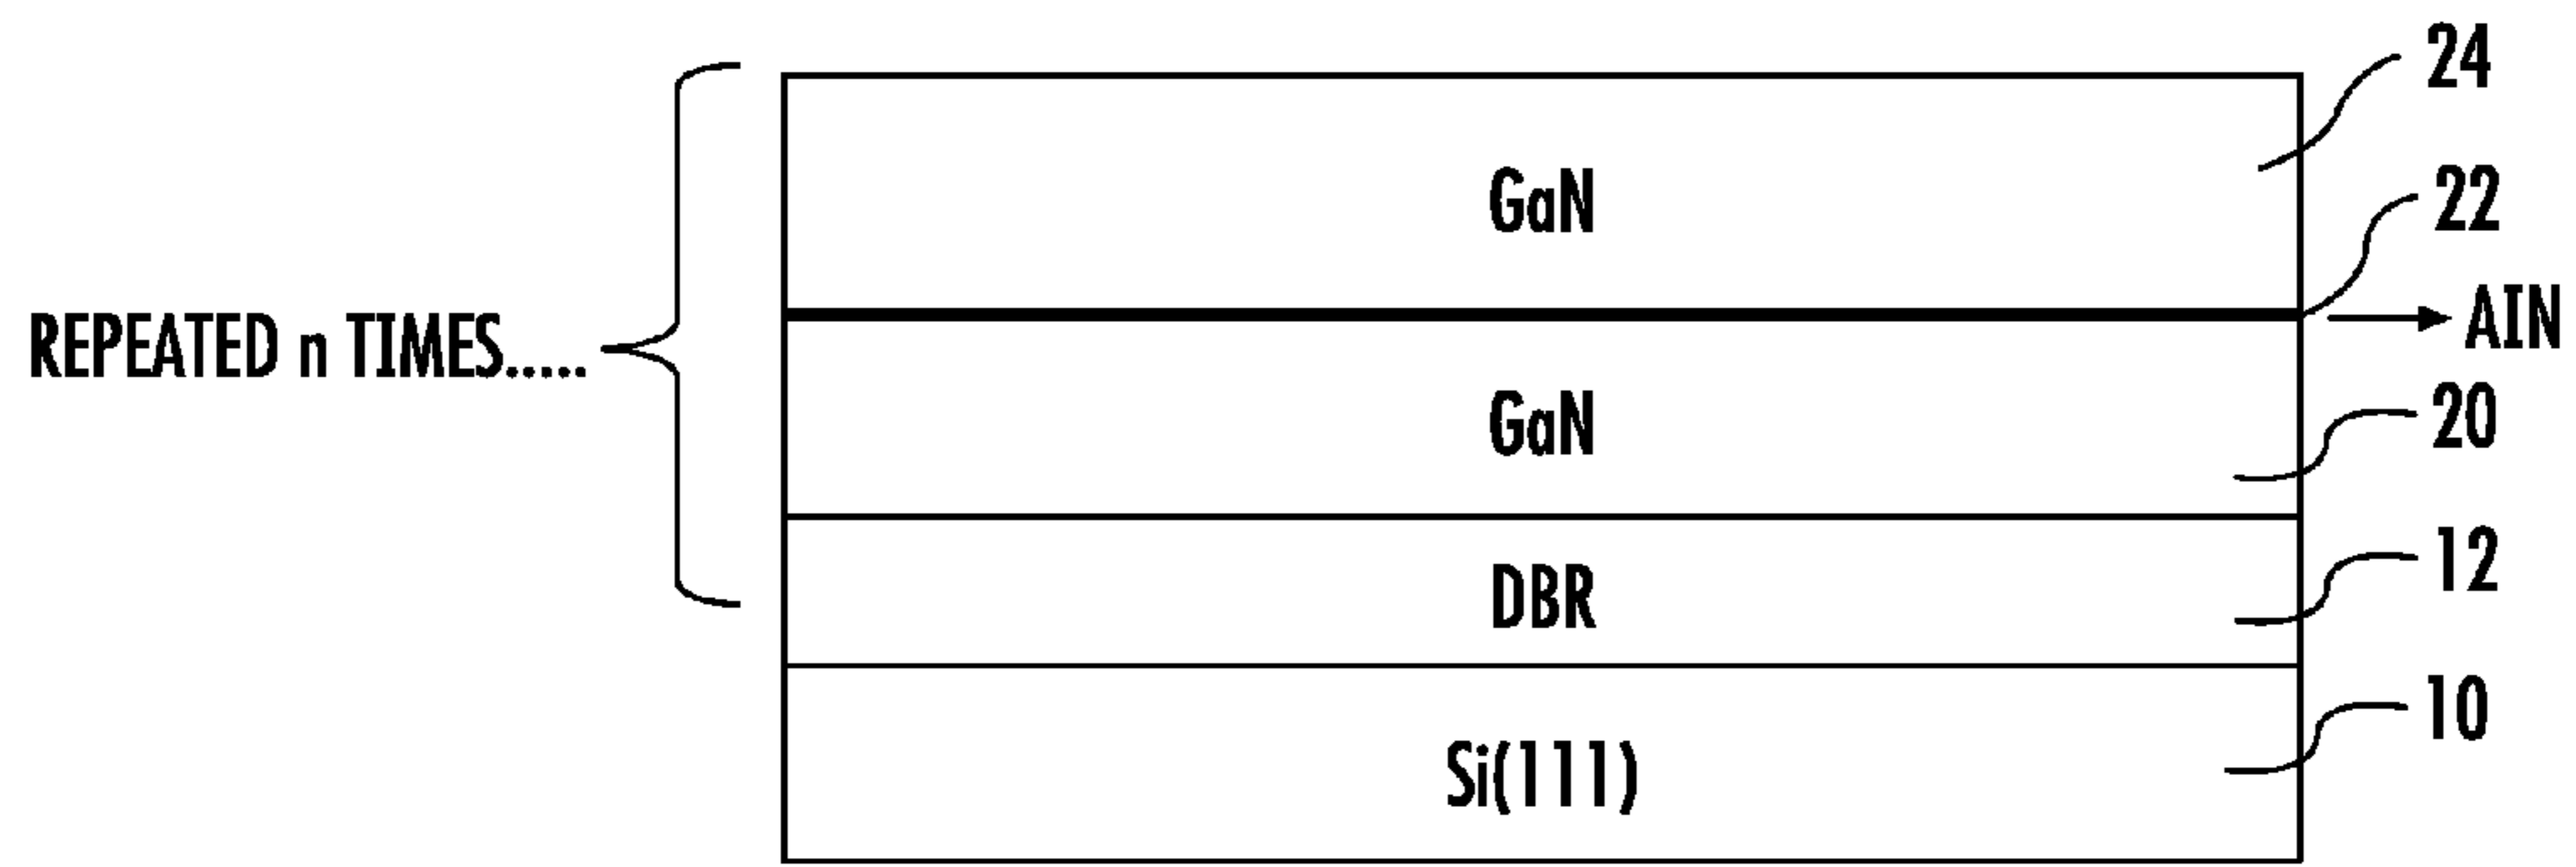 24
GaN
22
REPEATED n TIMES.....
AlN
GaN
20
DBR
12
Si(111)
10